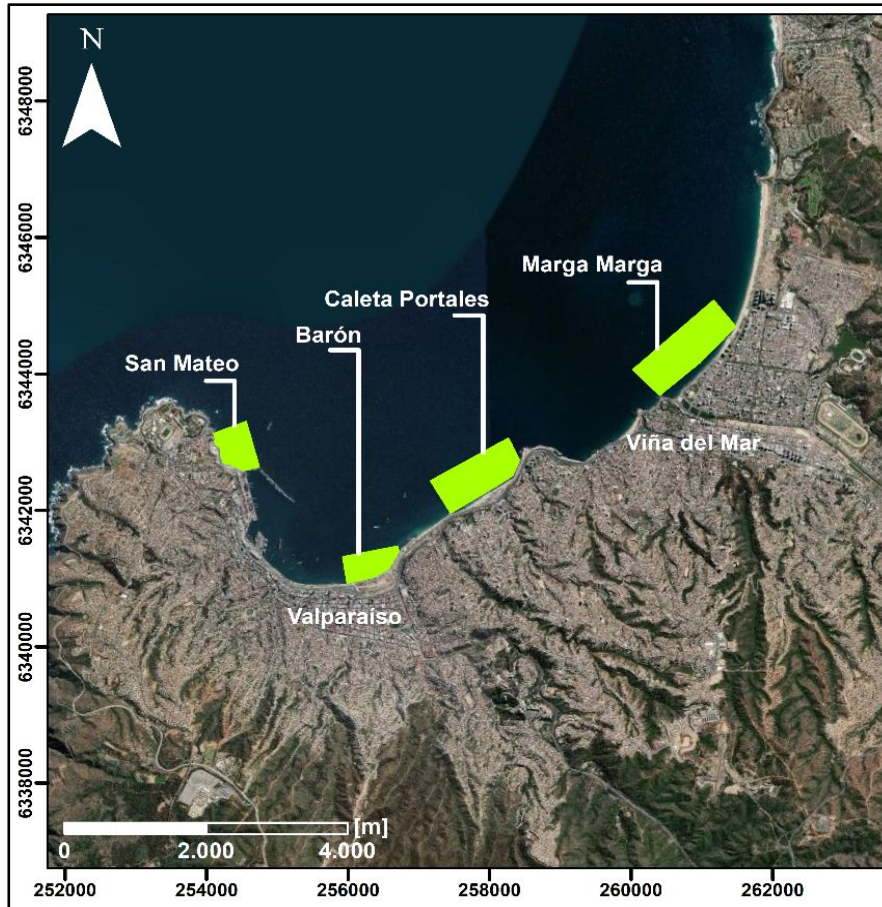 N
6348000
6346000
6344000
6342000
6340000
6338000
Marga Marga
Caleta Portales
Barón
San Mateo
Viña del Mar
Valparaíso
[m]
0 2.000 4.000
252000 254000 256000 258000 260000 262000